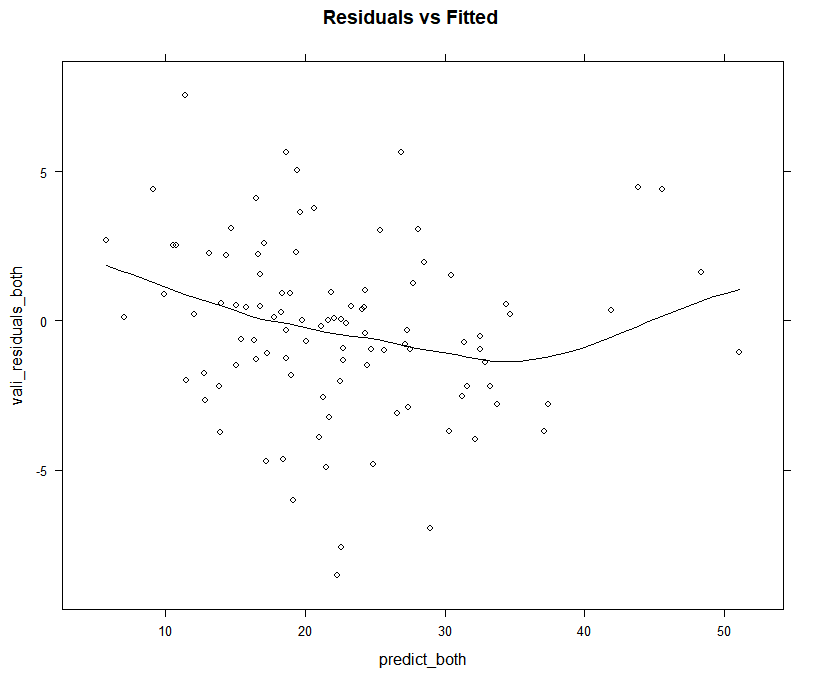 Residuals vs Fitted
5
0
-5
vali_residuals_both
10 20 30 40 50
predict_both